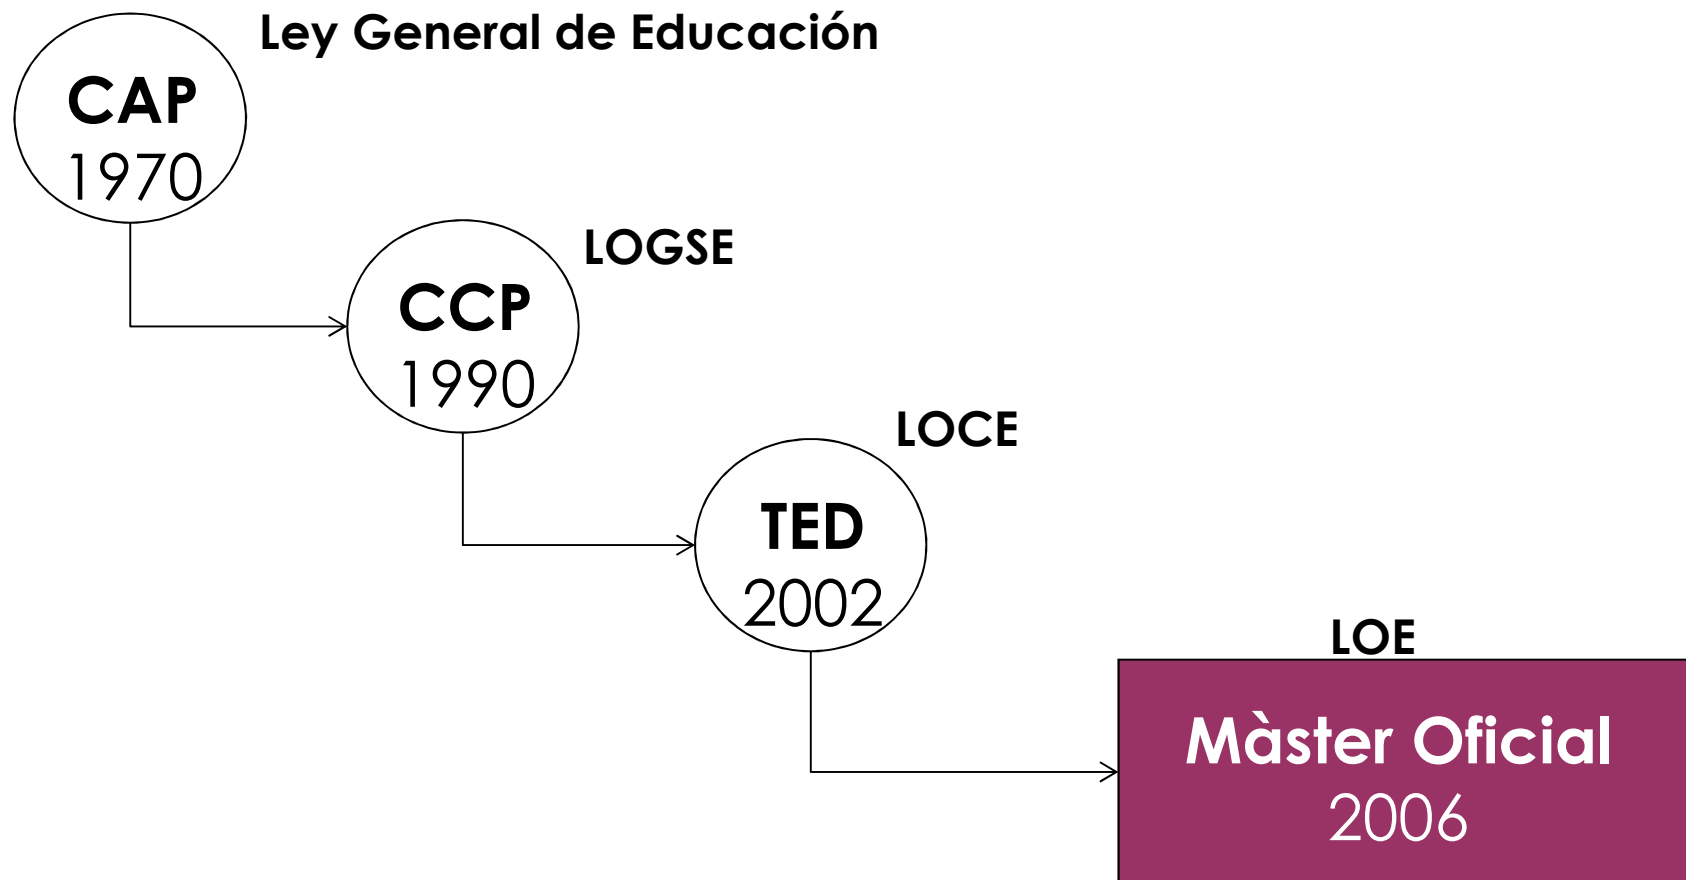 Ley General de Educación
CAP
1970
LOGSE
CCP
1990
LOCE
TED
2002
LOE
Màster Oficial
2006